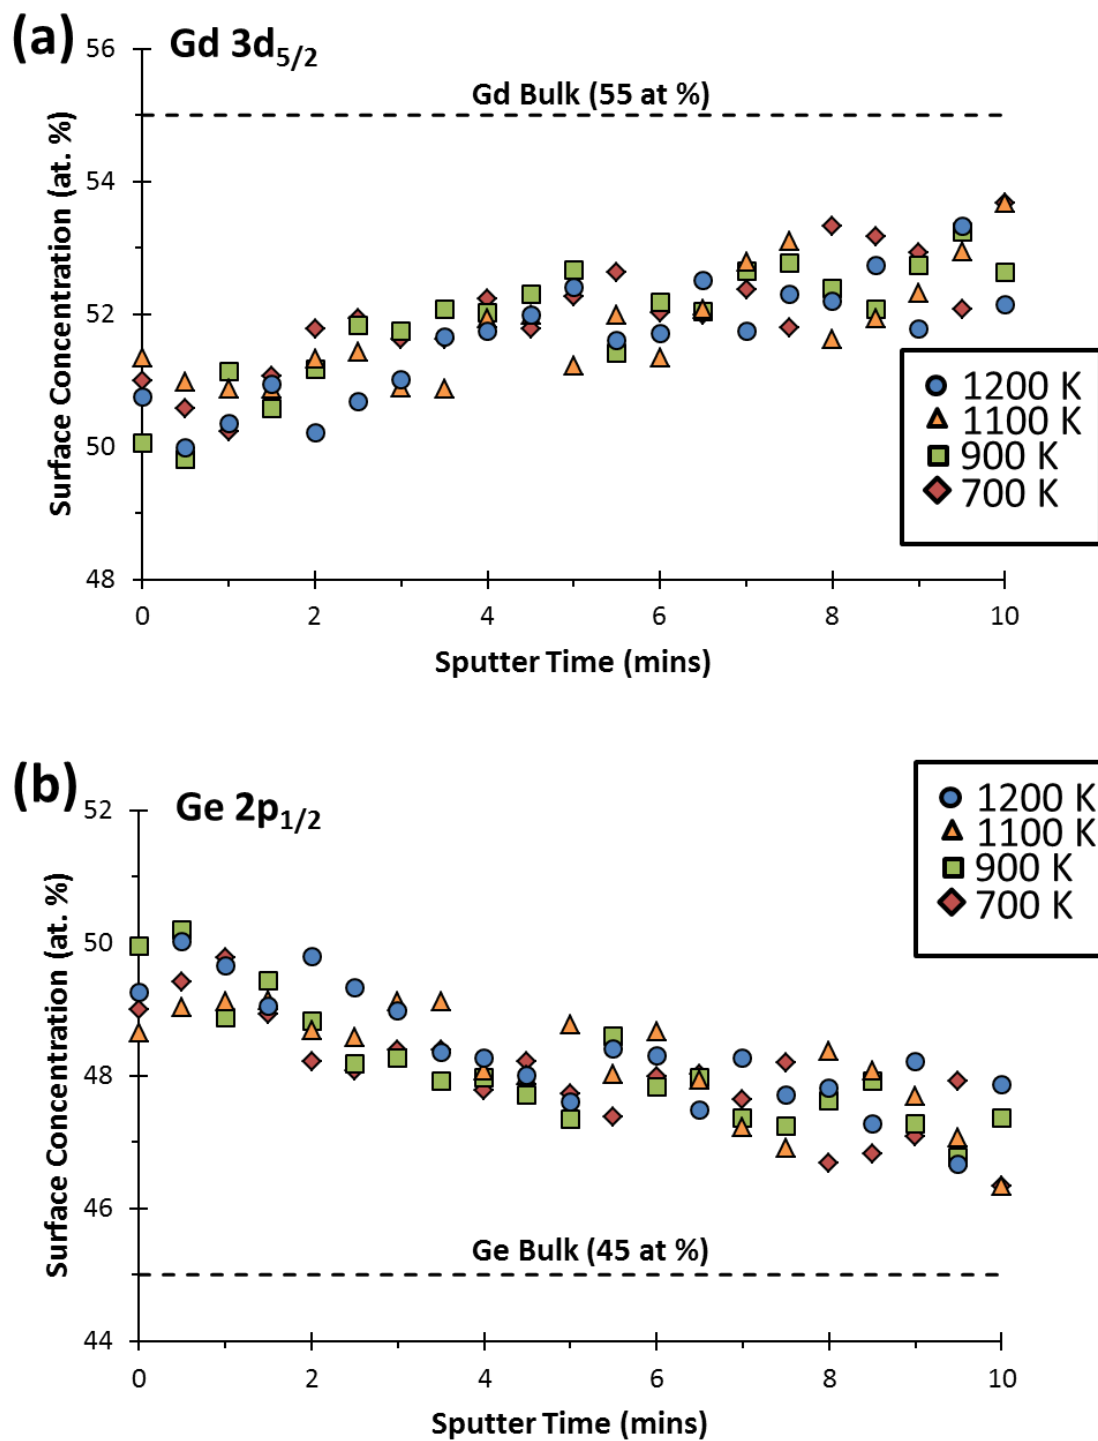 (a)
Gd 3d5/2
56
54
52
50
48
Surface Concentration (at. %)
Gd Bulk (55 at %)
1200 K
1100 K
900 K
700 K
0 2 4 6 8 10
Sputter Time (mins)
(b)
Ge 2p1/2
52
50
48
46
44
Surface Concentration (at. %)
1200 K
1100 K
900 K
700 K
Ge Bulk (45 at %)
0 2 4 6 8 10
Sputter Time (mins)